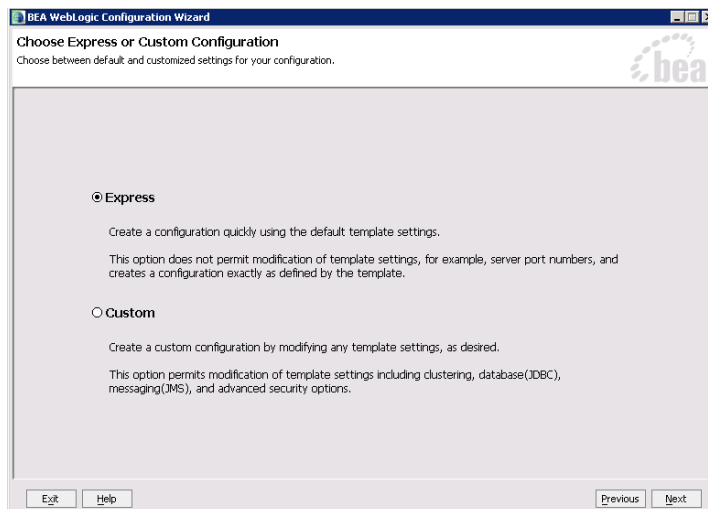 BEA WebLogic Configuration Wizard
Choose Express or Custom Configuration
Choose between default and customized settings for your configuration.
bea
Express
Create a configuration quickly using the default template settings.
This option does not permit modification of template settings, for example, server port numbers, and
creates a configuration exactly as defined by the template.
Custom
Create a custom configuration by modifying any template settings, as desired.
This option permits modification of template settings including clustering, database(JDBC),
messaging(JMS), and advanced security options.
Exit Help Previous Next